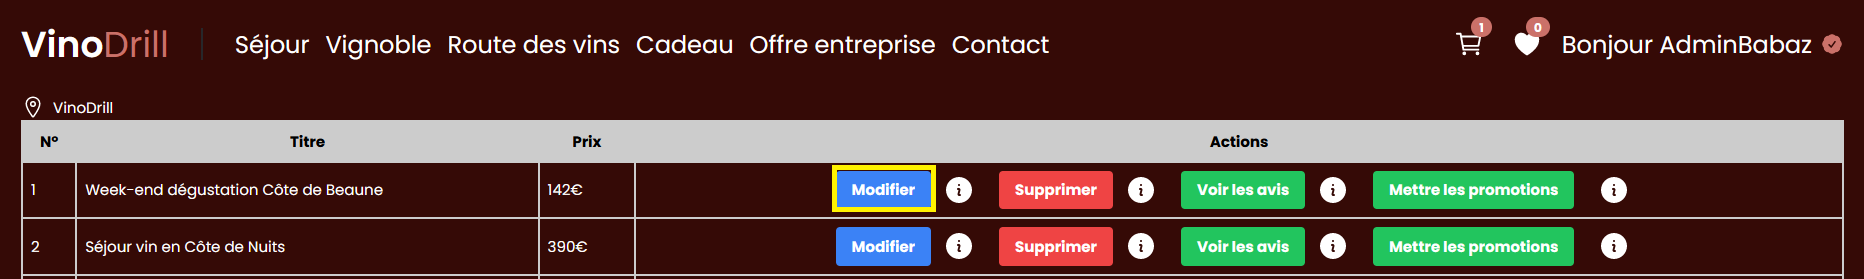 VinoDrill Séjour Vignoble Route des vins Cadeau Offre entreprise Contact 1 0 Bonjour AdminBabaz
VinoDrill
N° Titre Prix Actions
1 Week-end dégustation Côte de Beaune 142€ Modifier i Supprimer i Voir les avis i Mettre les promotions i
2 Séjour vin en Côte de Nuits 390€ Modifier i Supprimer i Voir les avis i Mettre les promotions i